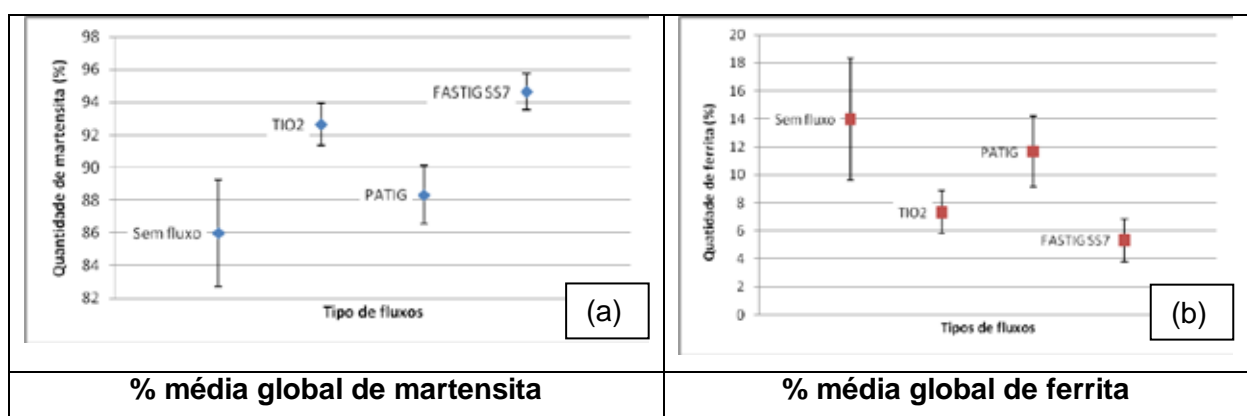 98
96
94
92
90
88
86
84
82
Quantidade de martensita (%)
Sem fluxo
TIO2
PATIG
FASTIG SS7
Tipo de fluxos
(a)
20
18
16
14
12
10
8
6
4
2
0
Quatidade de ferrita (%)
Sem fluxo
TIO2
PATIG
FASTIG SS7
Tipos de fluxos
(b)
% média global de martensita
% média global de ferrita